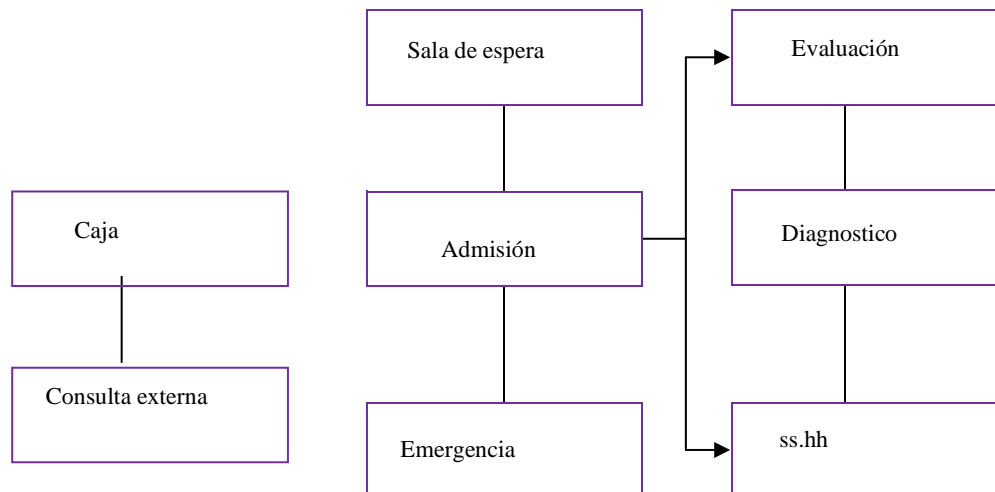 Sala de espera
Evaluación
Caja
Admisión
Diagnostico
Consulta externa
Emergencia
ss.hh